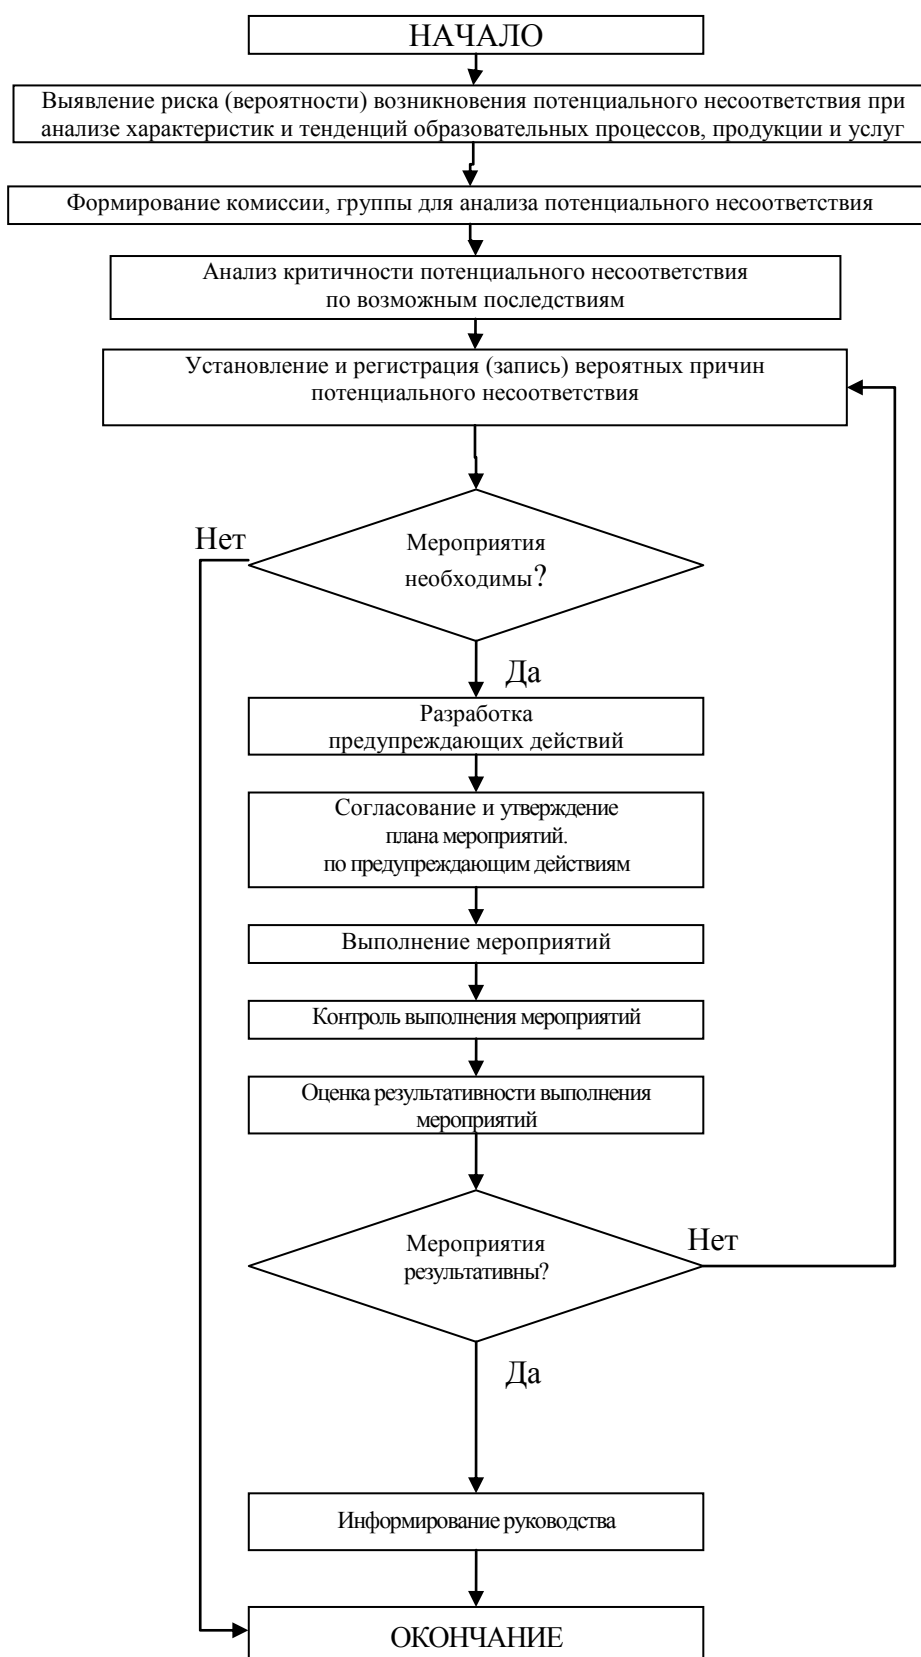 НАЧАЛО
Выявление риска (вероятности) возникновения потенциального несоответствия при
анализе характеристик и тенденций образовательных процессов, продукции и услуг
Формирование комиссии, группы для анализа потенциального несоответствия
Анализ критичности потенциального несоответствия
по возможным последствиям
Установление и регистрация (запись) вероятных причин
потенциального несоответствия
Нет
Мероприятия
необходимы?
Да
Разработка
предупреждающих действий
Согласование и утверждение
плана мероприятий.
по предупреждающим действиям
Выполнение мероприятий
Контроль выполнения мероприятий
Оценка результативности выполнения
мероприятий
Мероприятия
результативны?
Нет
Да
Информирование руководства
ОКОНЧАНИЕ